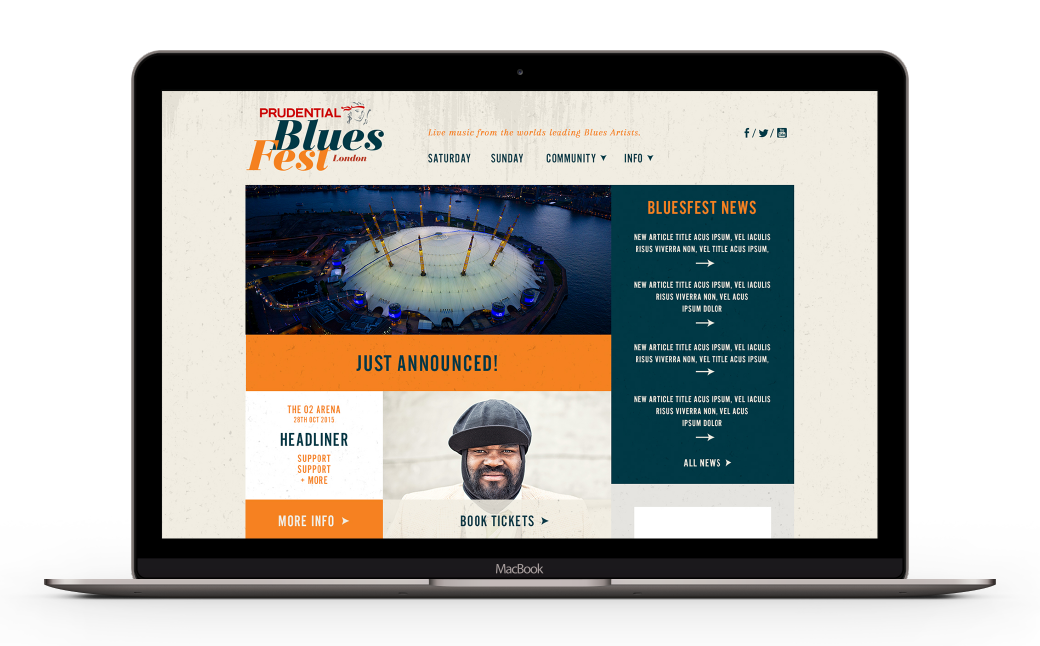 PRUDENTIAL
Blues
Fest
London
Live music from the worlds leading Blues Artists.
f / /
SATURDAY SUNDAY COMMUNITY INFO
BLUESFEST NEWS
NEW ARTICLE TITLE ACUS IPSUM, VEL IACULIS
RISUS VIVERRA NON, VEL TITLE ACUS IPSUM,
NEW ARTICLE TITLE ACUS IPSUM, VEL IACULIS
RISUS VIVERRA NON, VEL ACUS
IPSUM DOLOR
NEW ARTICLE TITLE ACUS IPSUM, VEL IACULIS
RISUS VIVERRA NON, VEL TITLE ACUS IPSUM,
NEW ARTICLE TITLE ACUS IPSUM, VEL IACULIS
RISUS VIVERRA NON, VEL ACUS
IPSUM DOLOR
ALL NEWS
JUST ANNOUNCED!
THE O2 ARENA
28TH OCT 2015
HEADLINER
SUPPORT
SUPPORT
+ MORE
MORE INFO
BOOK TICKETS
MacBook